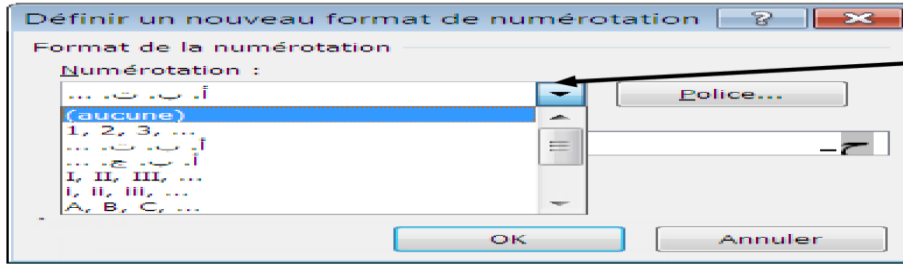 Définir un nouveau format de numérotation
Format de la numérotation
Numérotation :
أ. ب. ت. ...
Police...
(aucune)
1, 2, 3, ...
أ. ب. ت. ...
أ. ب. ج. ...
I, II, III, ...
i, ii, iii, ...
A, B, C, ...
ح -
OK
Annuler